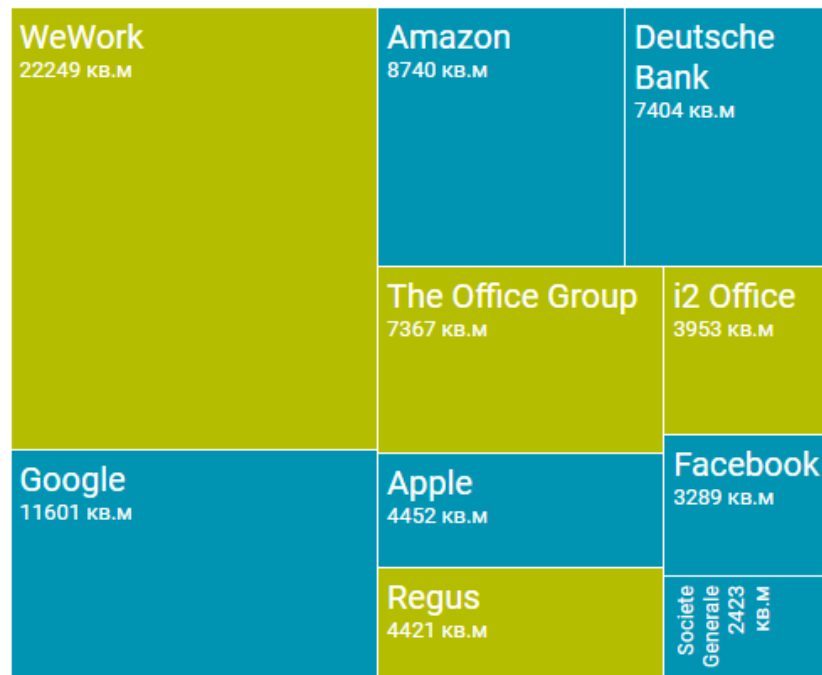 WeWork
22249 кв.м
Amazon
8740 кв.м
Deutsche
Bank
7404 кв.м
The Office Group
7367 кв.м
i2 Office
3953 кв.м
Google
11601 кв.м
Apple
4452 кв.м
Facebook
3289 кв.м
Regus
4421 кв.м
Societe
Generale
2423
кв.м